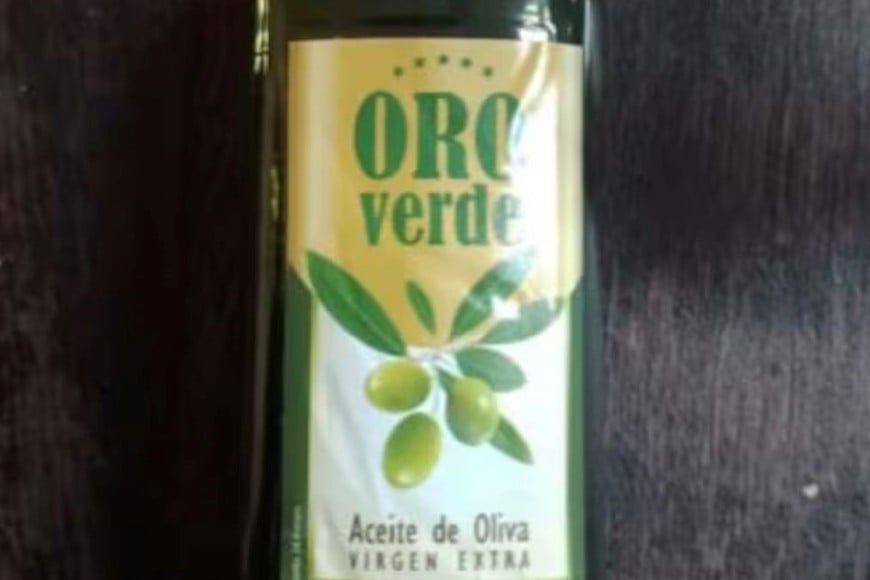 ORO
verde
Aceite de Oliva
VIRGEN EXTRA